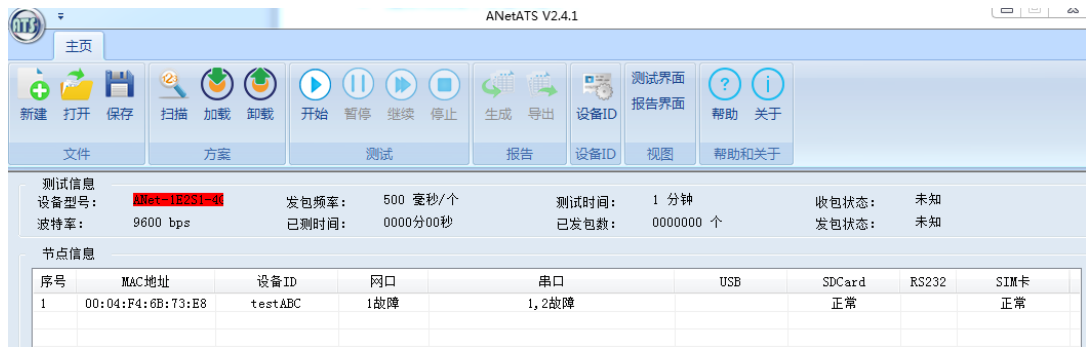 ATS
ANetATS V2.4.1
主页
新建 打开 保存 扫描 加载 卸载 开始 暂停 继续 停止 生成 导出 设备ID 测试界面 报告界面 帮助 关于
文件 方案 测试 报告 设备ID 视图 帮助和关于
测试信息
设备型号： 发包频率： 500 毫秒/个 测试时间： 1 分钟 收包状态： 未知
波特率： 9600 bps 已测时间： 0000分00秒 已发包数： 0000000 个 发包状态： 未知
节点信息
序号 MAC地址 设备ID 网口 串口 USB SDCard RS232 SIM卡
1 00:04:F4:6B:73:E8 testABC 1故障 1,2故障 正常 正常